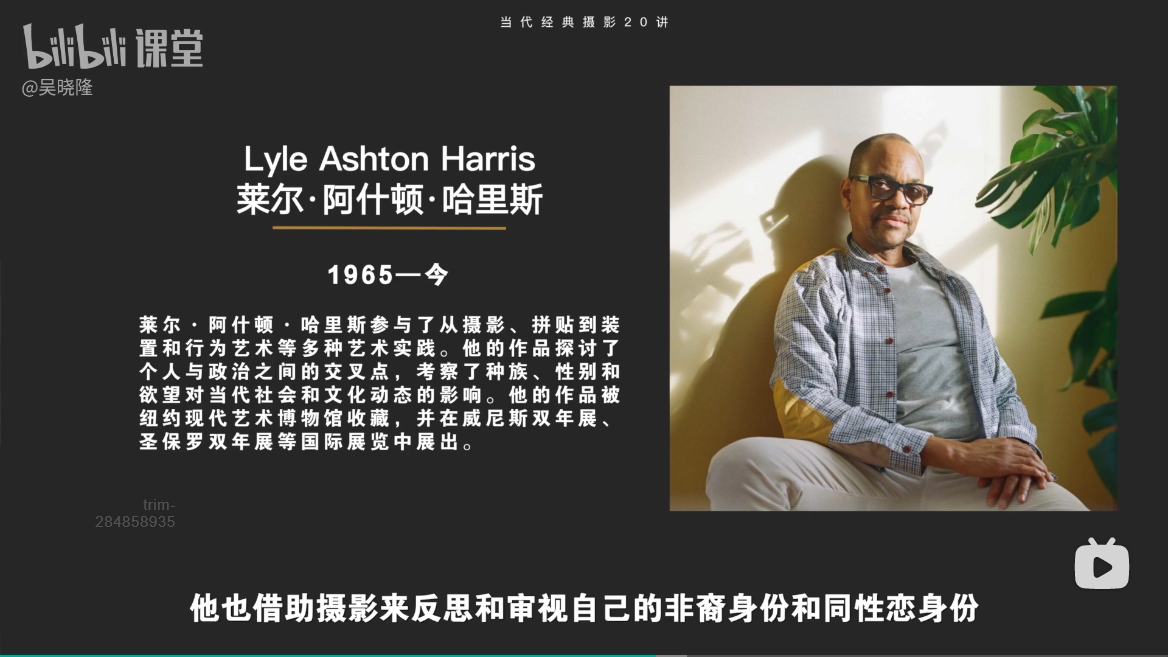 当代经典摄影20讲
bilibili 课堂
@吴晓隆
Lyle Ashton Harris
莱尔·阿什顿·哈里斯
1965—今
莱尔·阿什顿·哈里斯参与了从摄影、拼贴到装
置和行为艺术等多种艺术实践。他的作品探讨了
个人与政治之间的交叉点，考察了种族、性别和
欲望对当代社会和文化动态的影响。他的作品被
纽约现代艺术博物馆收藏，并在威尼斯双年展、
圣保罗双年展等国际展览中展出。
trim-
284858935
他也借助摄影来反思和审视自己的非裔身份和同性恋身份